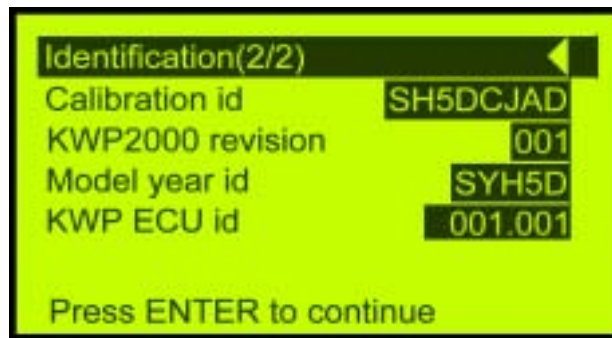 Identification(2/2)
Calibration id SH5DCJAD
KWP2000 revision 001
Model year id SYH5D
KWP ECU id 001.001
Press ENTER to continue